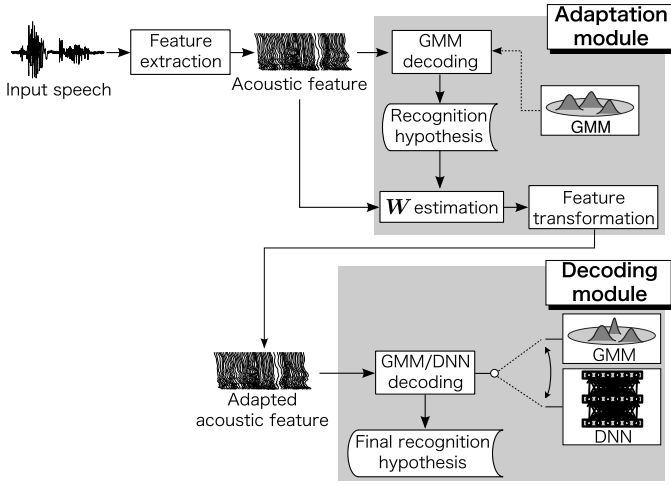 Adaptation
module
Input speech
Feature
extraction
Acoustic feature
GMM
decoding
GMM
Recognition
hypothesis
W estimation
Feature
transformation
Decoding
module
Adapted
acoustic feature
GMM/DNN
decoding
GMM
DNN
Final recognition
hypothesis